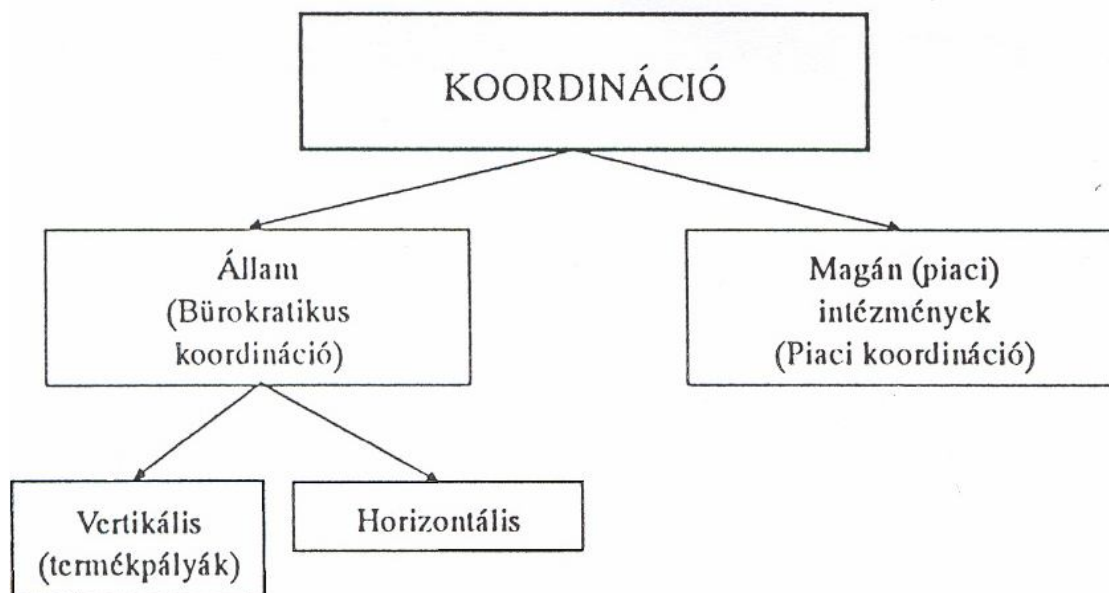 KOORDINÁCIÓ
Állam
(Bürokratikus
koordináció)
Magán (piaci)
intézmények
(Piaci koordináció)
Vertikális
(termékpályák)
Horizontális